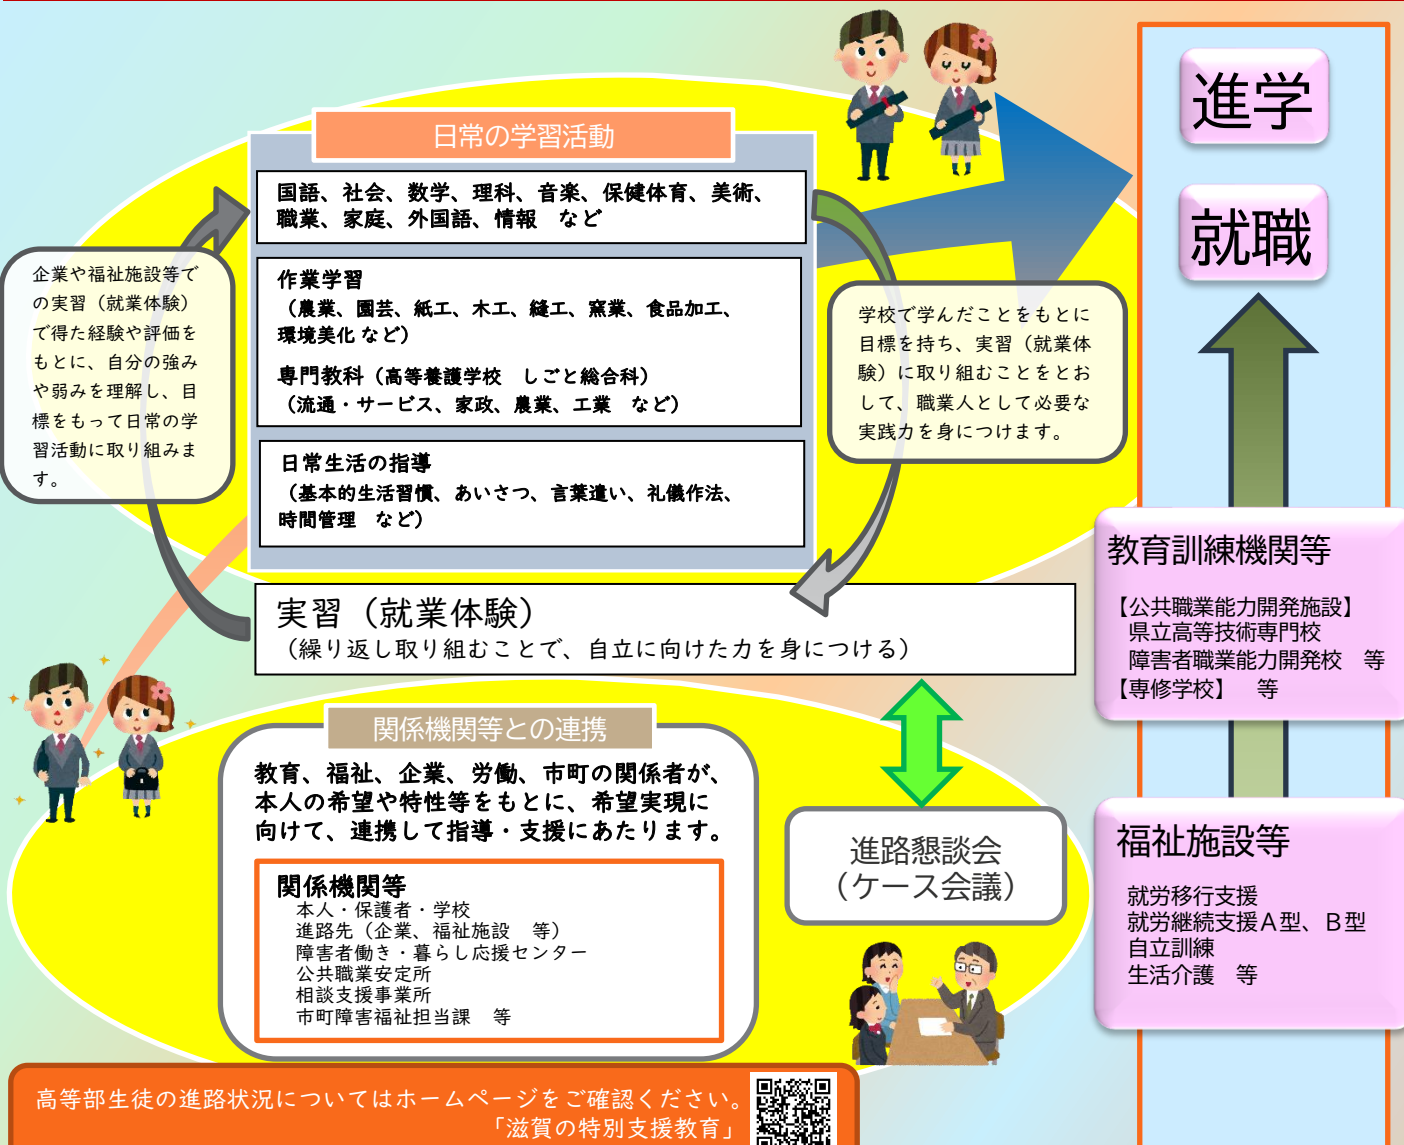 日常の学習活動
国語、社会、数学、理科、音楽、保健体育、美術、
職業、家庭、外国語、情報　など
作業学習
（農業、園芸、紙工、木工、縫工、窯業、食品加工、
環境美化 など）
専門教科（高等養護学校　しごと総合科）
（流通・サービス、家政、農業、工業　など）
日常生活の指導
（基本的生活習慣、あいさつ、言葉遣い、礼儀作法、
時間管理　など）
企業や福祉施設等で
の実習（就業体験）
で得た経験や評価を
もとに、自分の強み
や弱みを理解し、目
標をもって日常の学
習活動に取り組みま
す。
学校で学んだことをもとに
目標を持ち、実習（就業体
験）に取り組むことをとお
して、職業人として必要な
実践力を身につけます。
実習（就業体験）
（繰り返し取り組むことで、自立に向けた力を身につける）
関係機関等との連携
教育、福祉、企業、労働、市町の関係者が、
本人の希望や特性等をもとに、希望実現に
向けて、連携して指導・支援にあたります。
関係機関等
本人・保護者・学校
進路先（企業、福祉施設　等）
障害者働き・暮らし応援センター
公共職業安定所
相談支援事業所
市町障害福祉担当課　等
進路懇談会
（ケース会議）
進学
就職
教育訓練機関等
【公共職業能力開発施設】
県立高等技術専門校
障害者職業能力開発校　等
【専修学校】　等
福祉施設等
就労移行支援
就労継続支援Ａ型、Ｂ型
自立訓練
生活介護　等
高等部生徒の進路状況についてはホームページをご確認ください。
「滋賀の特別支援教育」